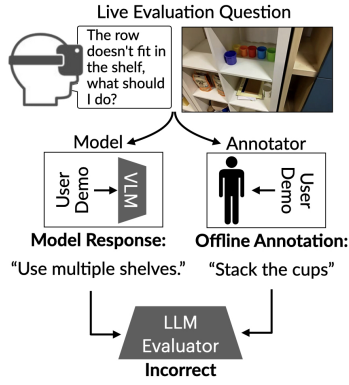 Live Evaluation Question
The row
doesn't fit in
the shelf,
what should
I do?
Model
Annotator
User
Demo
VLM
User
Demo
Model Response:
Offline Annotation:
“Use multiple shelves.”
“Stack the cups”
LLM
Evaluator
Incorrect